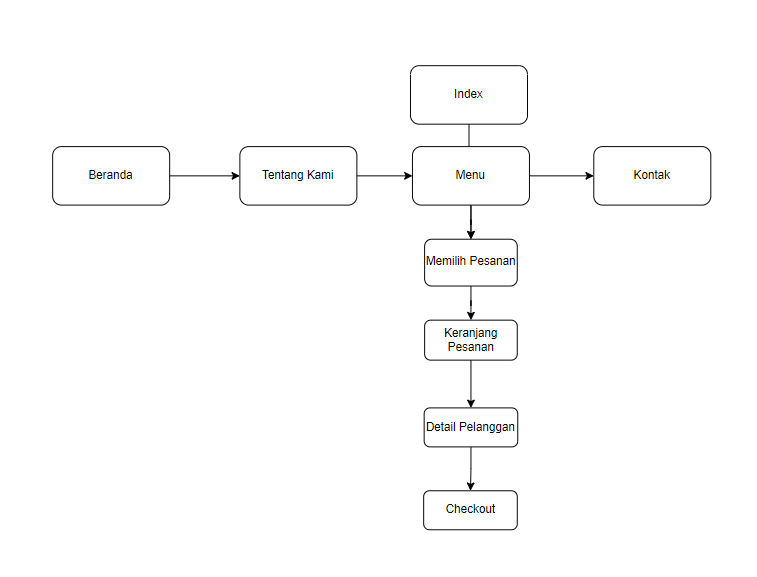 Index
Beranda
Tentang Kami
Menu
Kontak
Memilih Pesanan
Keranjang
Pesanan
Detail Pelanggan
Checkout